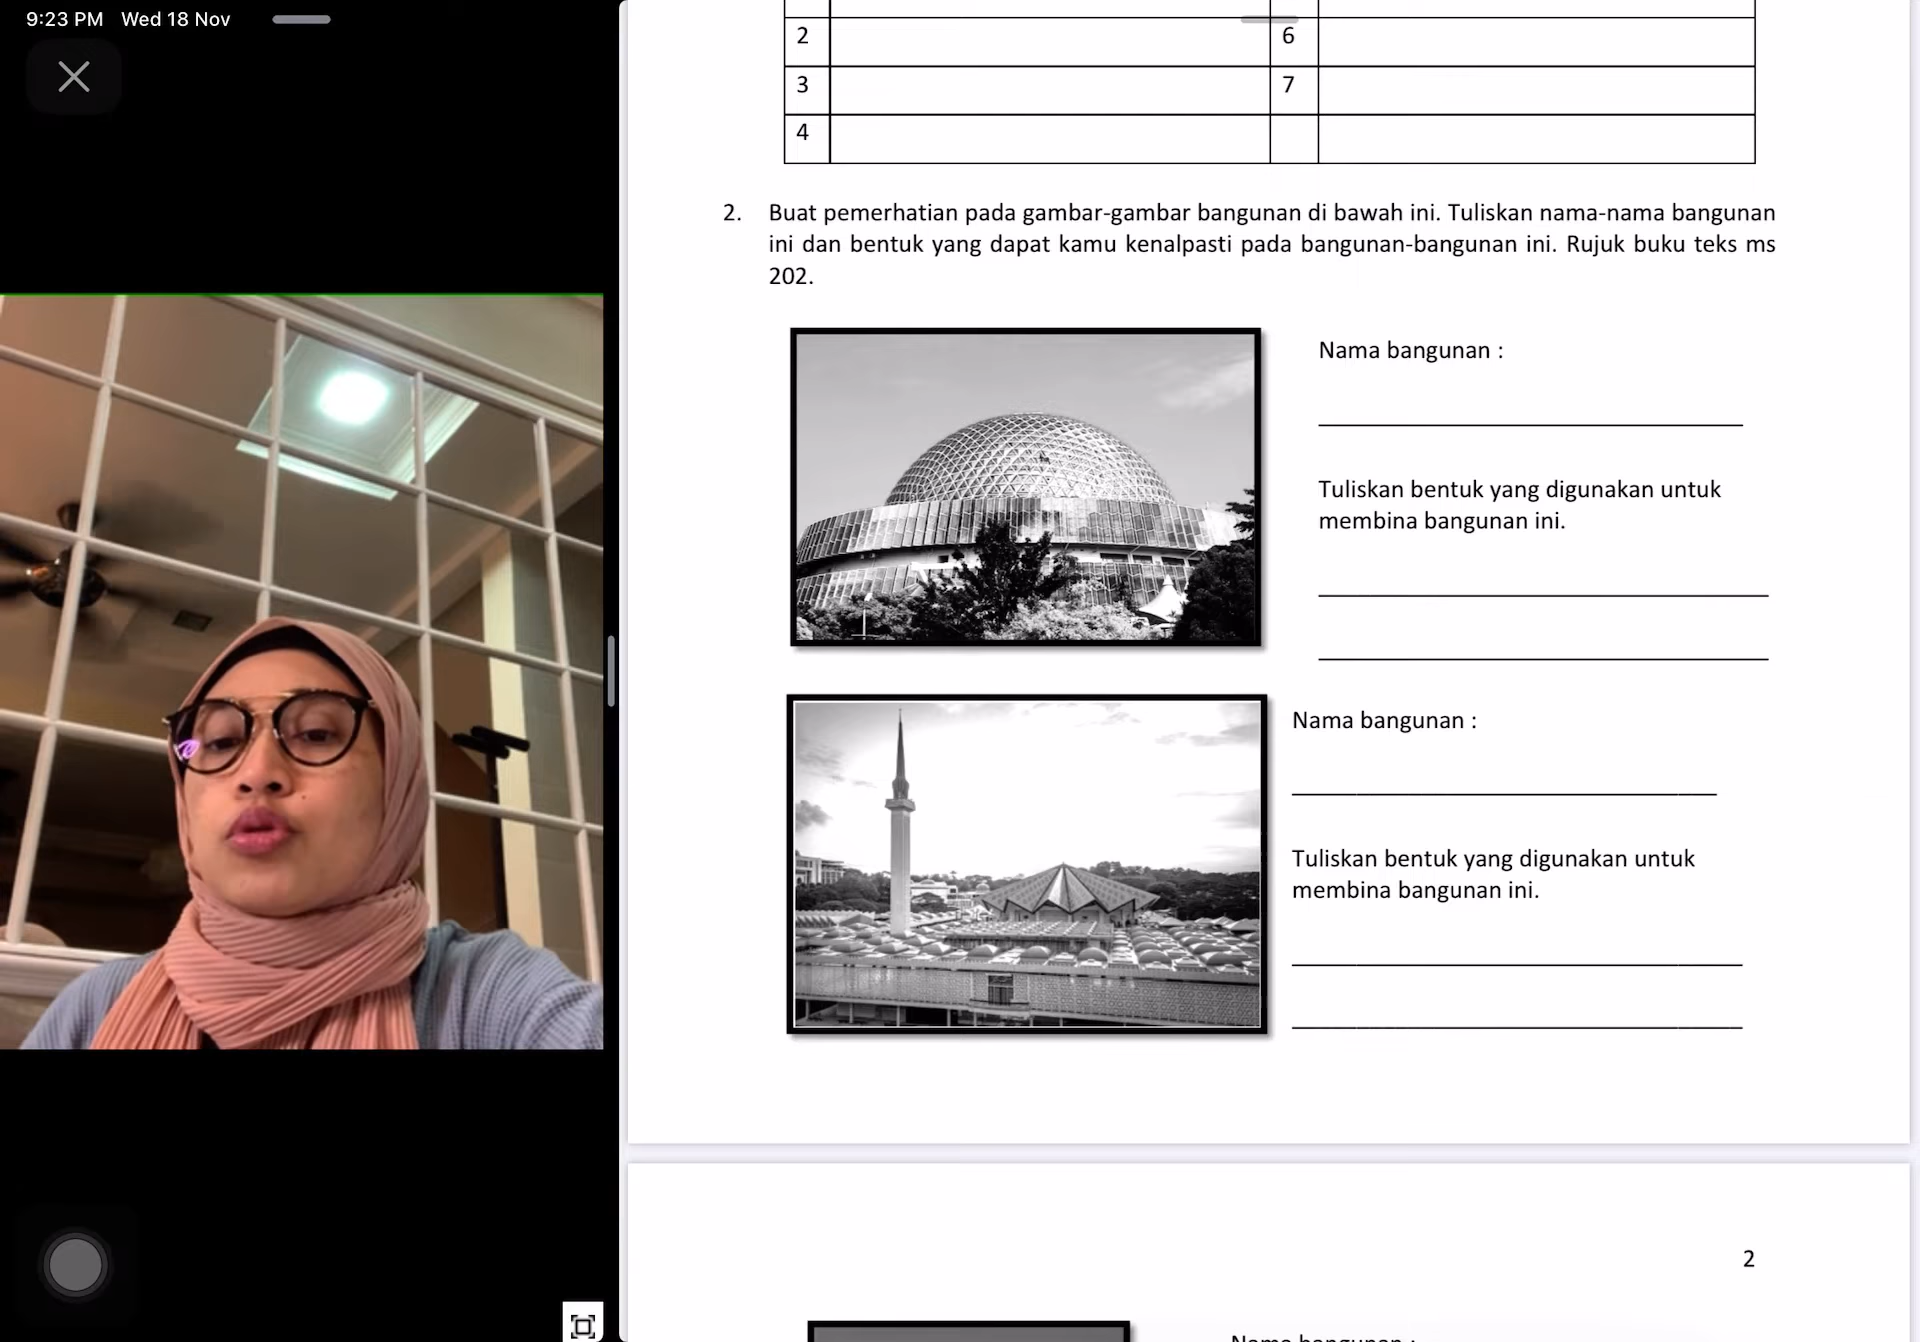 9:23 PM Wed 18 Nov
2
6
3
7
4
2. Buat pemerhatian pada gambar-gambar bangunan di bawah ini. Tuliskan nama-nama bangunan
ini dan bentuk yang dapat kamu kenalpasti pada bangunan-bangunan ini. Rujuk buku teks ms
202.
Nama bangunan :
Tuliskan bentuk yang digunakan untuk
membina bangunan ini.
Nama bangunan :
Tuliskan bentuk yang digunakan untuk
membina bangunan ini.
2
Nama bangunan :